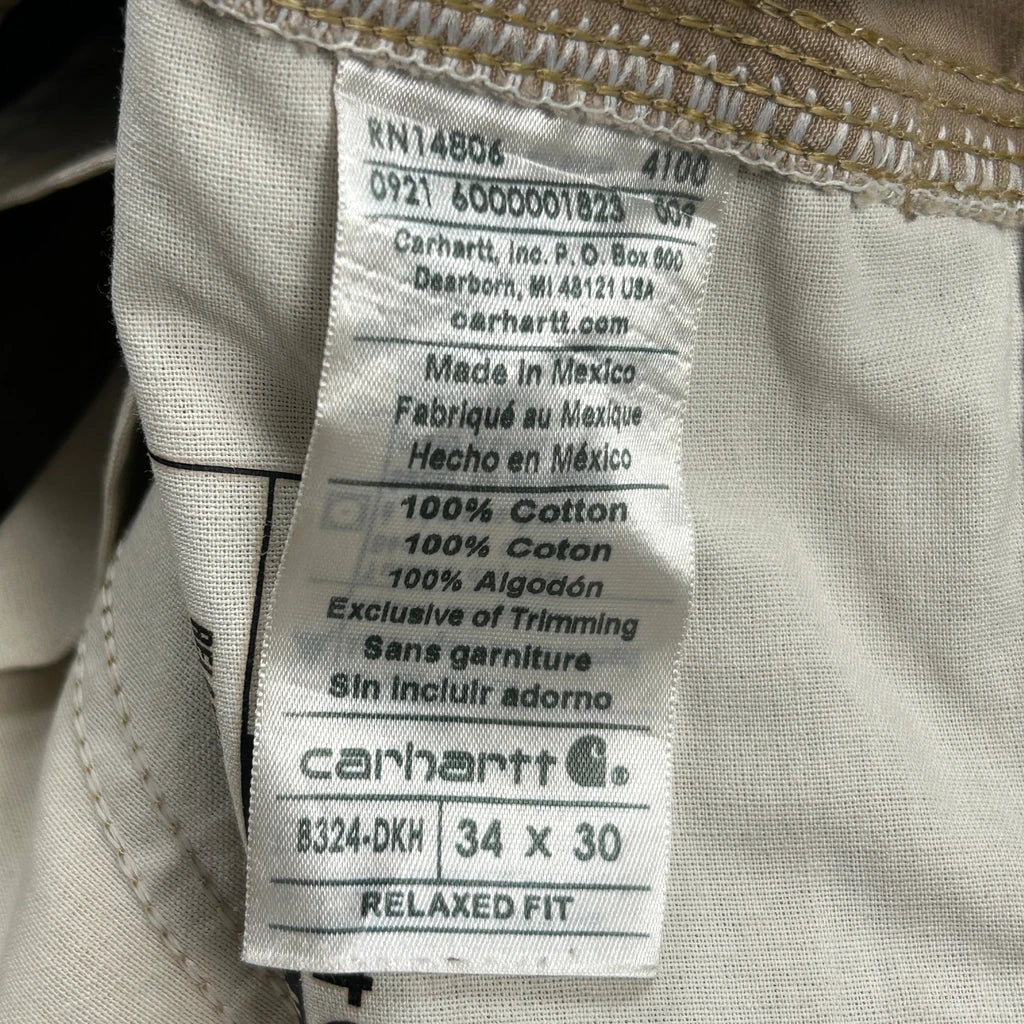 RN14806 4100
0921 6000001823
Carhartt, Inc. P. O. Box 600
Dearborn, MI 48121 USA
carhartt.com
Made in Mexico
Fabriqué au Mexique
Hecho en México
100% Cotton
100% Coton
100% Algodón
Exclusive of Trimming
Sans garniture
Sin incluir adorno
carhartt
B324-DKH 34 x 30
RELAXED FIT